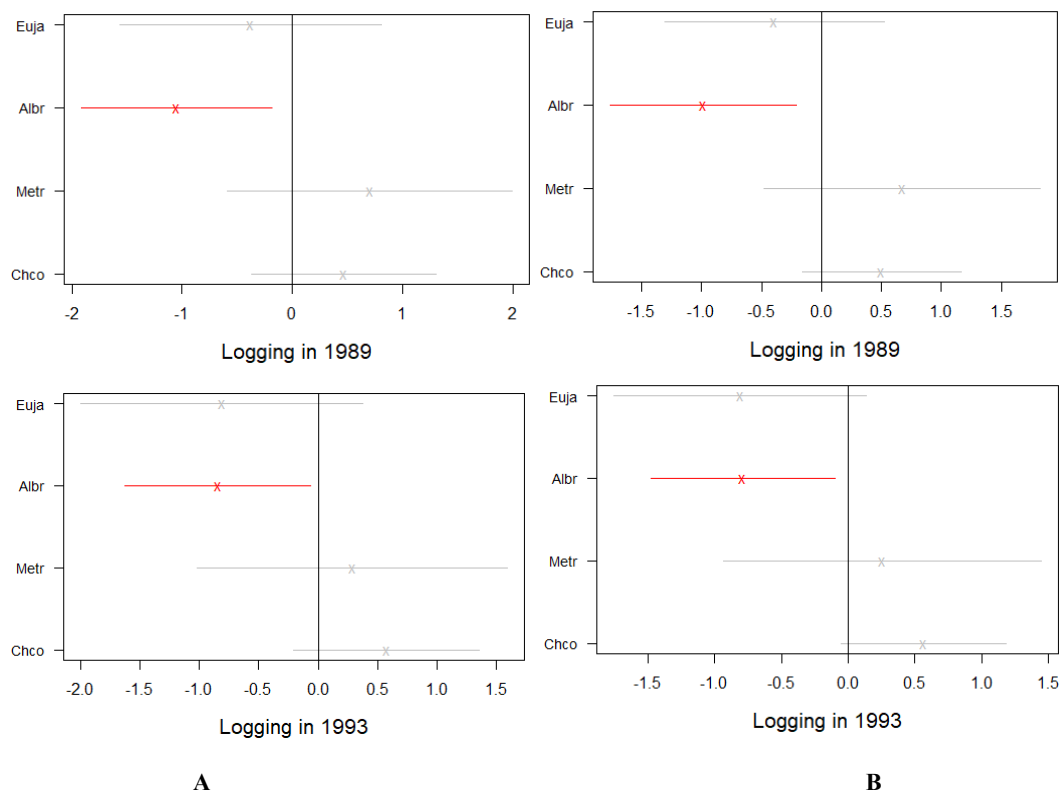 Euja
Albr
Metr
Chco
-2 -1 0 1 2
Logging in 1989
Euja
Albr
Metr
Chco
-1.5 -1.0 -0.5 0.0 0.5 1.0 1.5
Logging in 1989
Euja
Albr
Metr
Chco
-2.0 -1.5 -1.0 -0.5 0.0 0.5 1.0 1.5
Logging in 1993
Euja
Albr
Metr
Chco
-1.5 -1.0 -0.5 0.0 0.5 1.0 1.5
Logging in 1993
A B